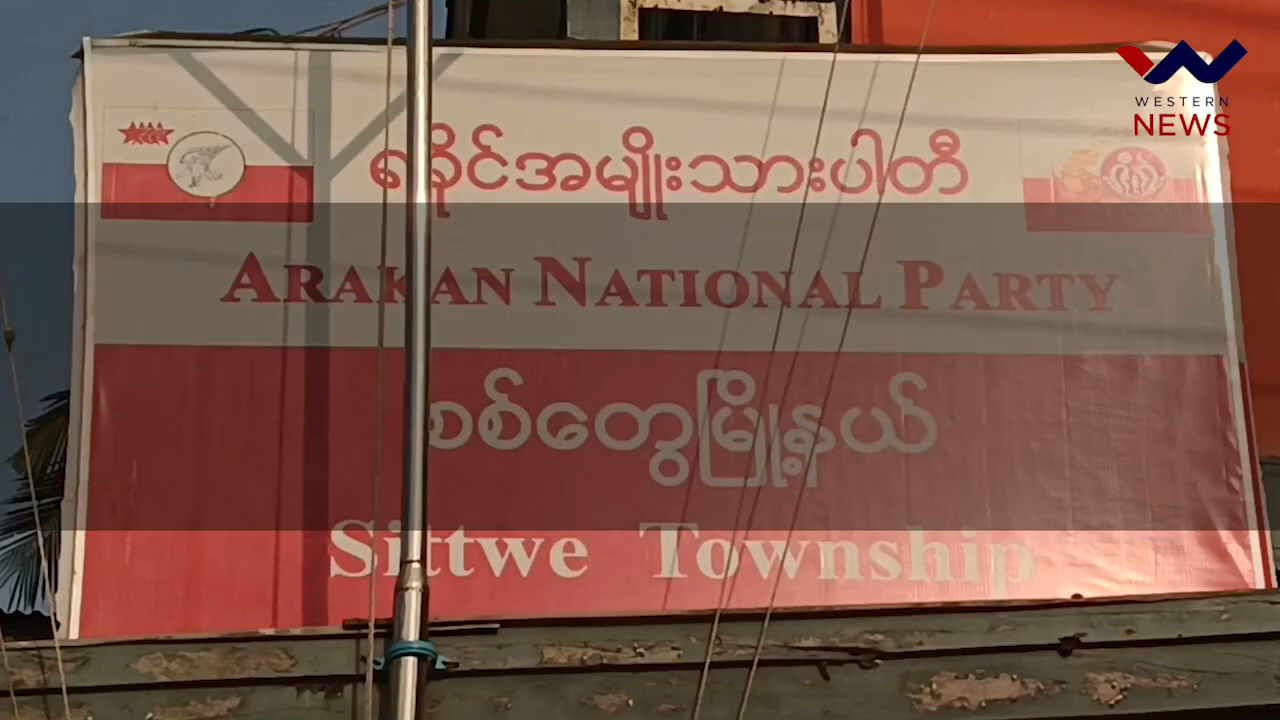 WESTERN
NEWS
ရခိုင်အမျိုးသားပါတီ
ARAKAN NATIONAL PARTY
စစ်တွေမြို့နယ်
Sittwe Township